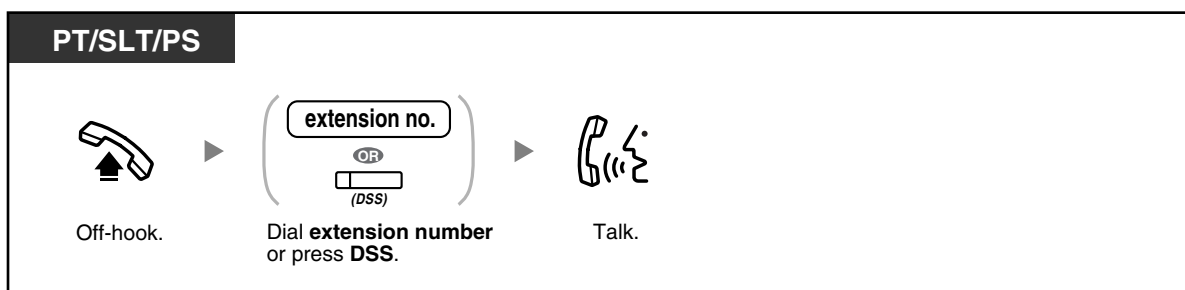 PT/SLT/PS
extension no.
OR
(DSS)
Off-hook.
Dial extension number
or press DSS.
Talk.